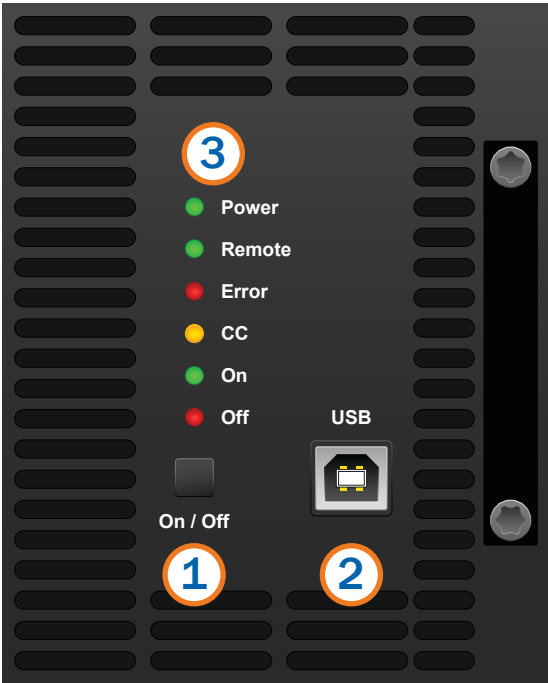 3
Power
Remote
Error
CC
On
Off
USB
On / Off
1
2